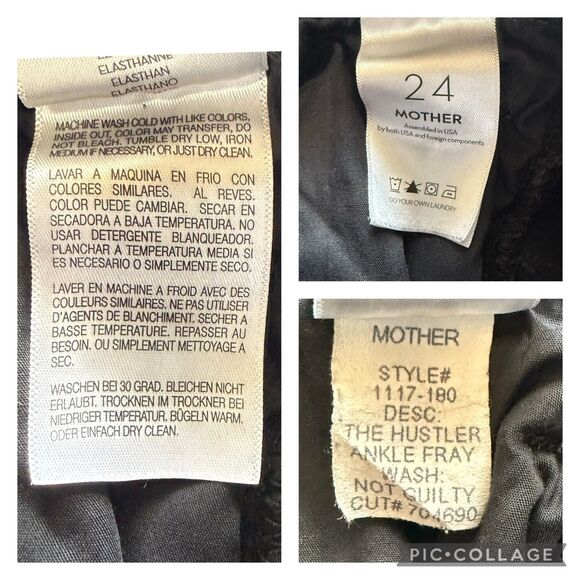 ELASTHANNE
ELASTHAN
ELASTHANO
MACHINE WASH COLD WITH LIKE COLORS,
INSIDE OUT, COLOR MAY TRANSFER, DO
NOT BLEACH. TUMBLE DRY LOW, IRON
MEDIUM IF NECESSARY, OR JUST DRY CLEAN.
LAVAR A MAQUINA EN FRIO CON
COLORES SIMILARES. AL REVES.
COLOR PUEDE CAMBIAR. SECAR EN
SECADORA A BAJA TEMPERATURA. NO
USAR DETERGENTE BLANQUEADOR.
PLANCHAR A TEMPERATURA MEDIA SI
ES NECESARIO O SIMPLEMENTE SECO.
LAVER EN MACHINE A FROID AVEC DES
COULEURS SIMILAIRES. NE PAS UTILISER
D'AGENTS DE BLANCHIMENT. SECHER A
BASSE TEMPERATURE. REPASSER AU
BESOIN. OU SIMPLEMENT METTOYAGE A
SEC.
WASCHEN BEI 30 GRAD. BLEICHEN NICHT
ERLAUBT. TROCKNEN IM TROCKNER BEI
NIEDRIGER TEMPERATUR. BÜGELN WARM.
ODER EINFACH DRY CLEAN.
24
MOTHER
Assembled in USA
by both USA and foreign components
DO YOUR OWN LAUNDRY
MOTHER
STYLE#
1117-180
DESC:
THE HUSTLER
ANKLE FRAY
WASH:
NOT GUILTY
CUT# 764690
PIC•COLLAGE